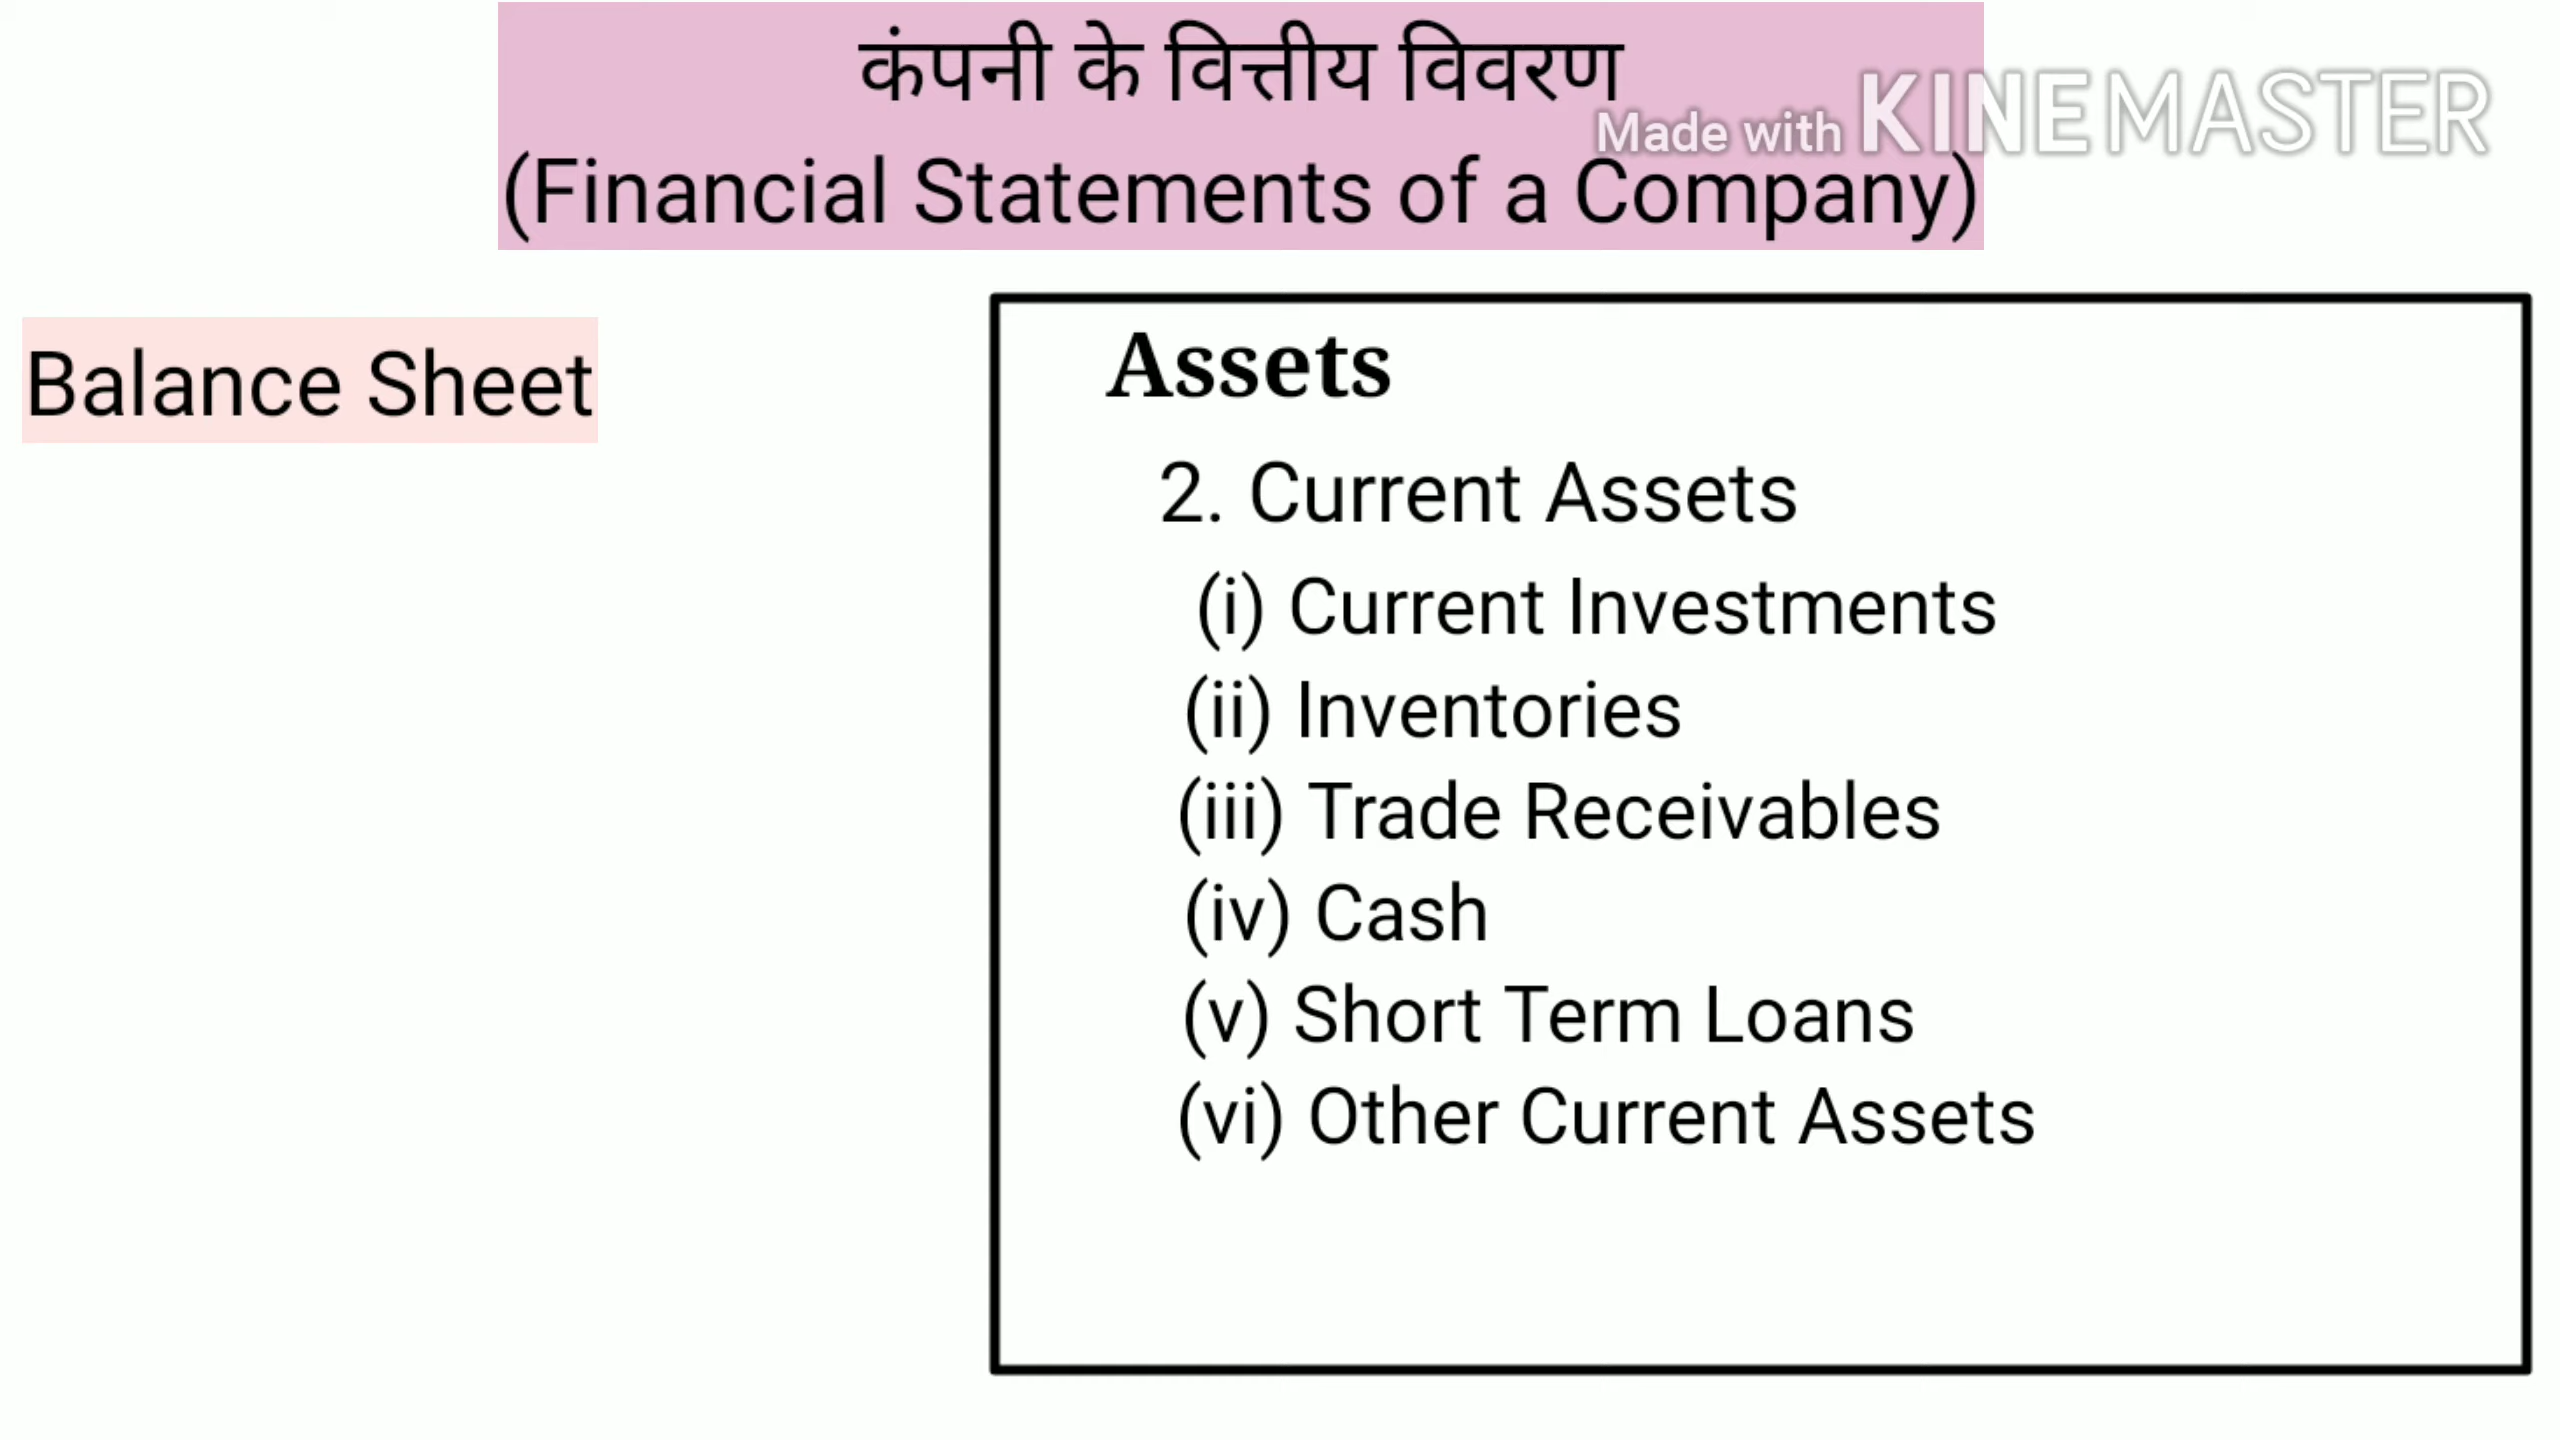 कंपनी के वित्तीय विवरण
Made with KINEMASTER
(Financial Statements of a Company)
Balance Sheet
Assets
2. Current Assets
(i) Current Investments
(ii) Inventories
(iii) Trade Receivables
(iv) Cash
(v) Short Term Loans
(vi) Other Current Assets